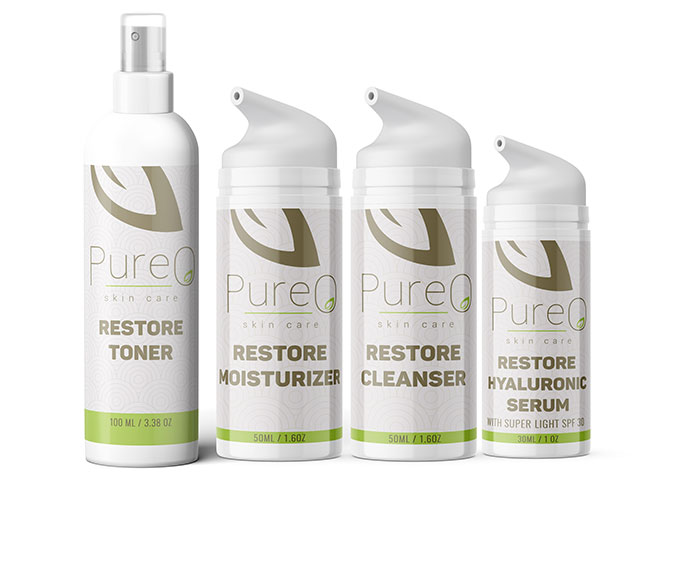 PureO
skin care
RESTORE
TONER
100 ML / 3.38 OZ
PureO
skin care
RESTORE
MOISTURIZER
50ML / 1.6OZ
PureO
skin care
RESTORE
CLEANSER
50ML / 1.6OZ
PureO
skin care
RESTORE
HYALURONIC
SERUM
WITH SUPER LIGHT SPF 30
30ML / 1 OZ